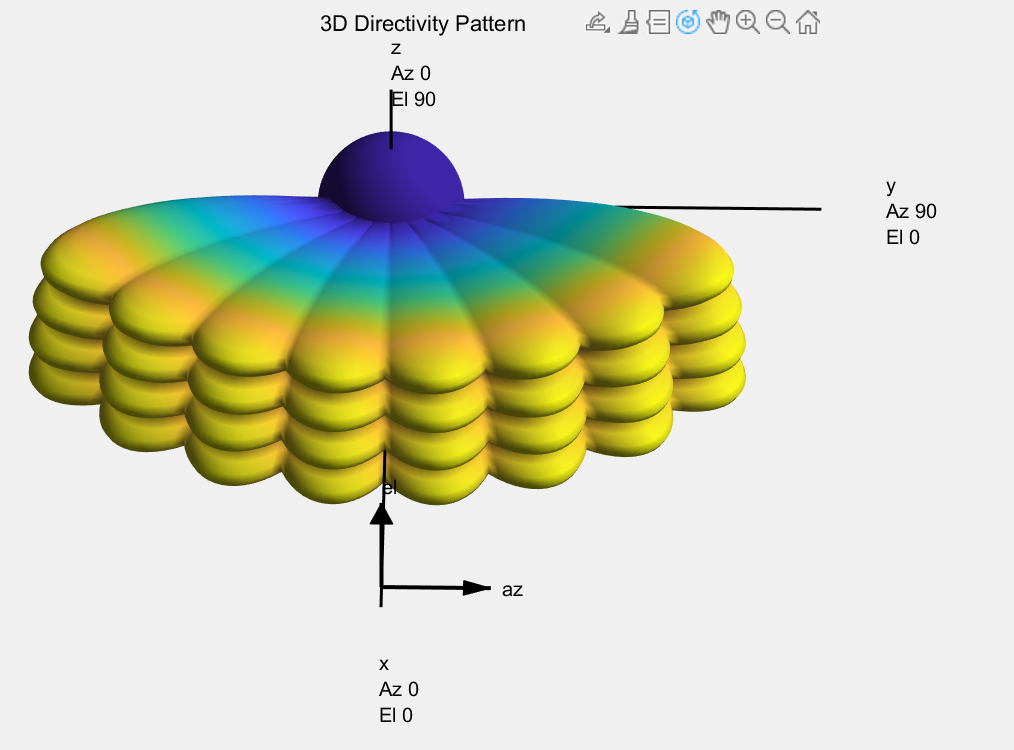 3D Directivity Pattern
z
Az 0
El 90
y
Az 90
El 0
el
az
x
Az 0
El 0